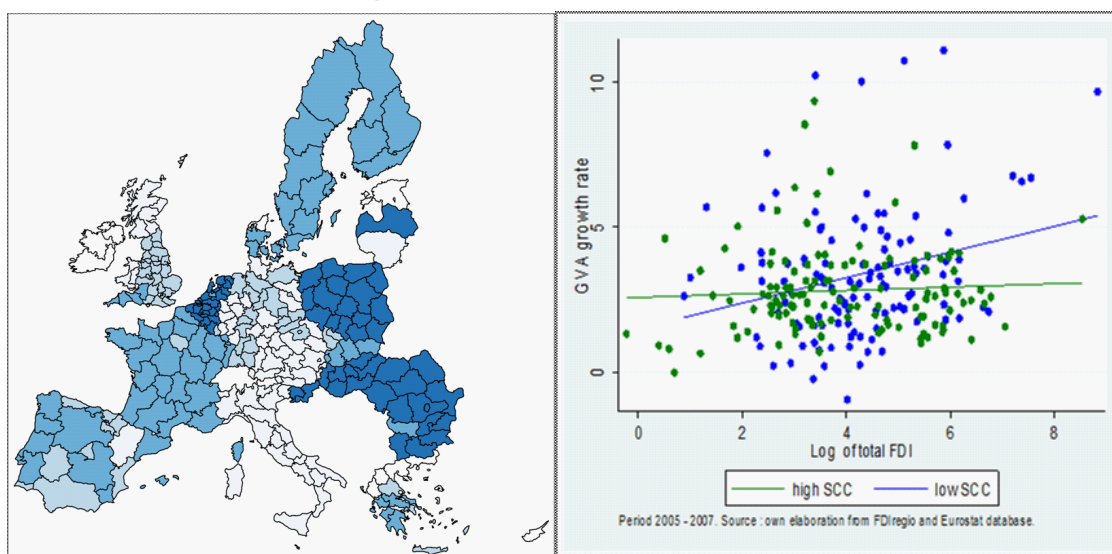 10
5
0
GVA growth rate
0 2 4 6 8
Log of total FDI
high SCC low SCC
Period 2005 - 2007. Source : own elaboration from FDIregio and Eurostat database.